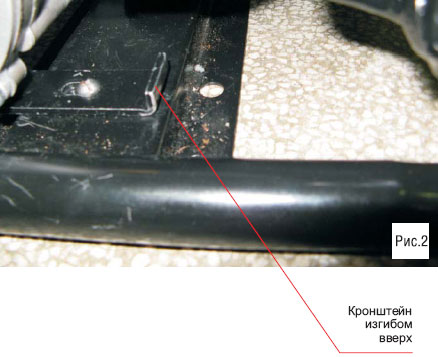 Рис.2
Кронштейн
изгибом
вверх